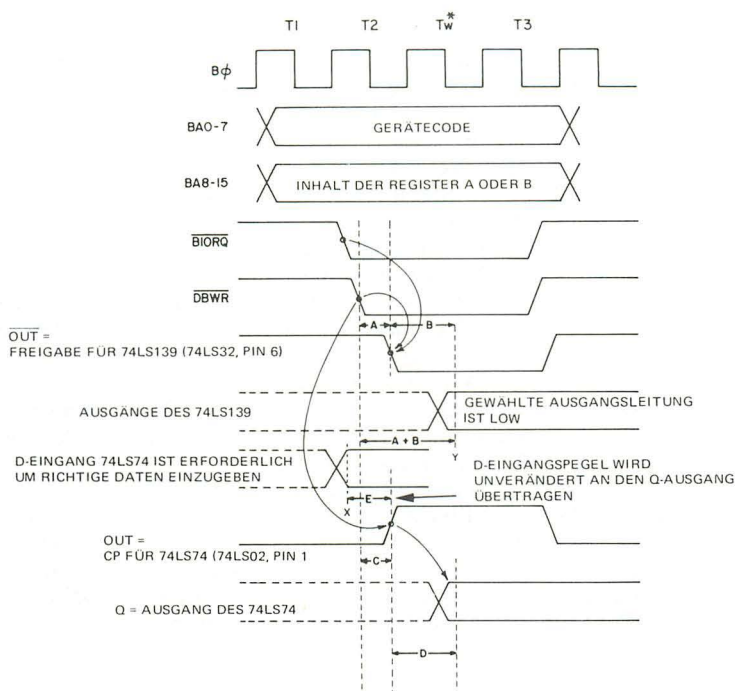 T1 T2 Tw* T3
Bϕ
BA0-7 GERÄTECODE
BA8-15 INHALT DER REGISTER A ODER B
BIORQ
DBWR
A B
OUT =
FREIGABE FÜR 74LS139 (74LS32, PIN 6)
AUSGÄNGE DES 74LS139
GEWÄHLTE AUSGANGSLEITUNG
IST LOW
A + B
Y
D-EINGANG 74LS74 IST ERFORDERLICH
UM RICHTIGE DATEN EINZUGEBEN
D-EINGANGSPEGEL WIRD
UNVERÄNDERT AN DEN Q-AUSGANG
ÜBERTRAGEN
E
X
OUT =
CP FÜR 74LS74 (74LS02, PIN 1
C
Q = AUSGANG DES 74LS74
D